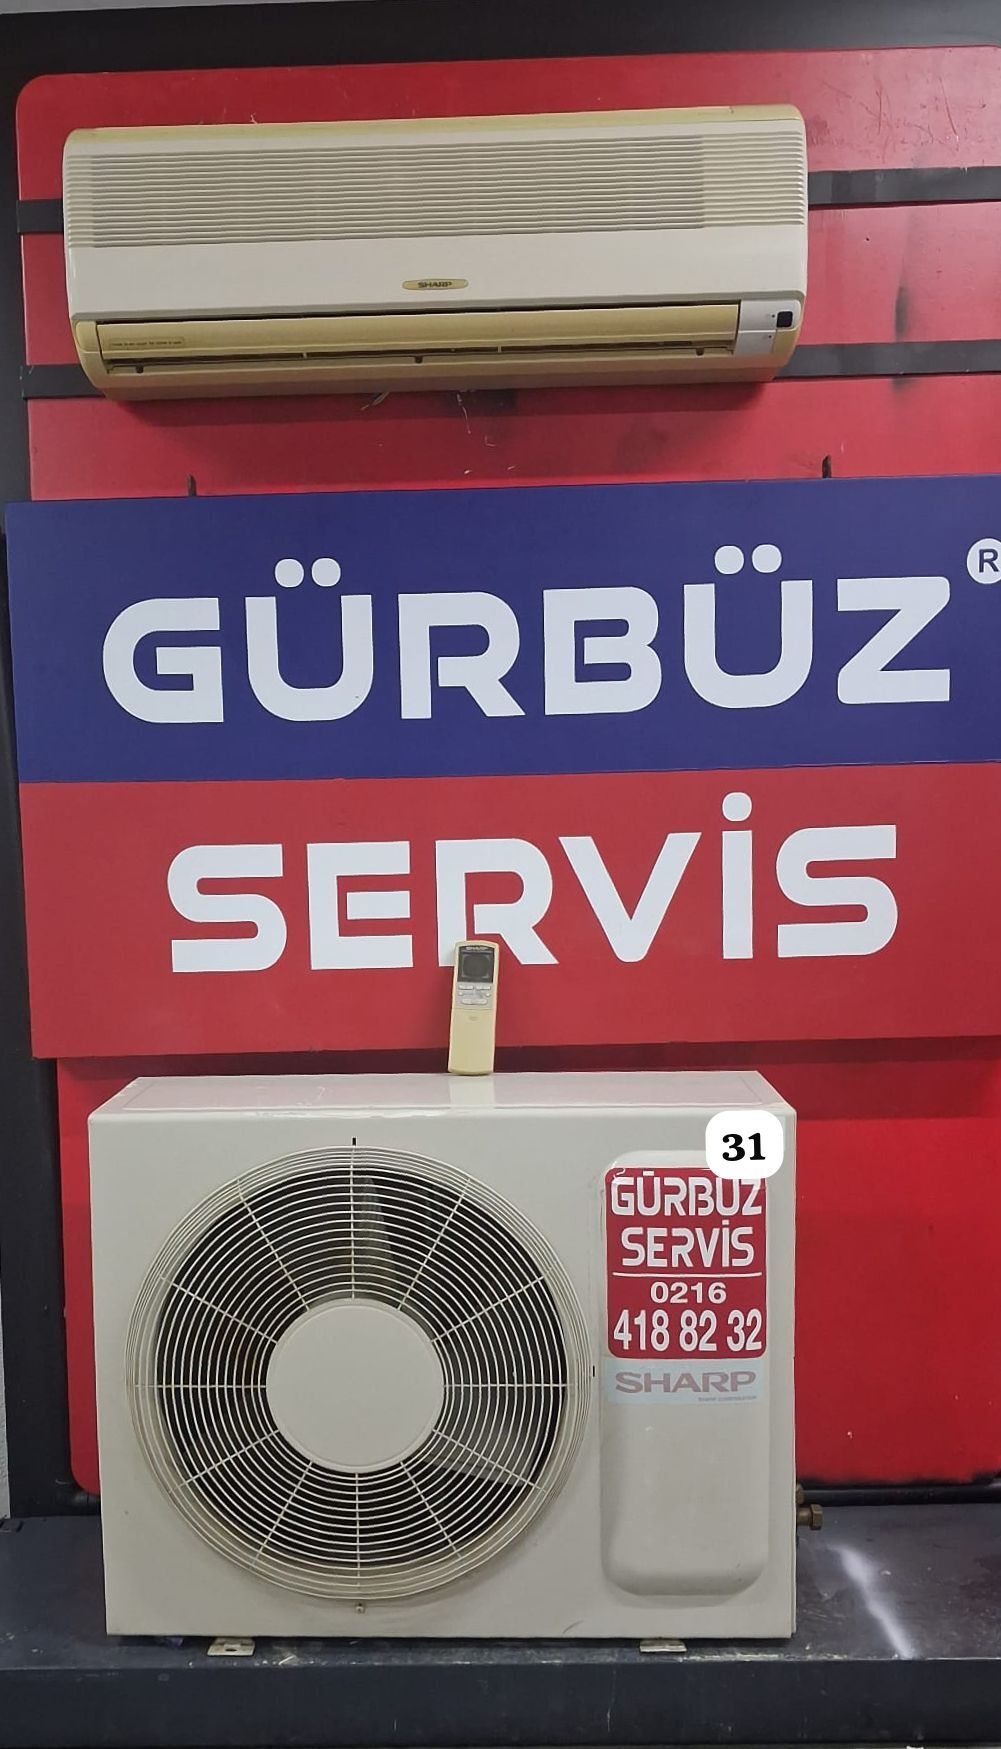 SHARP
GÜRBÜZ
R
SERVİS
SHARP
31
GÜRBÜZ
SERVİS
0216
418 82 32
SHARP